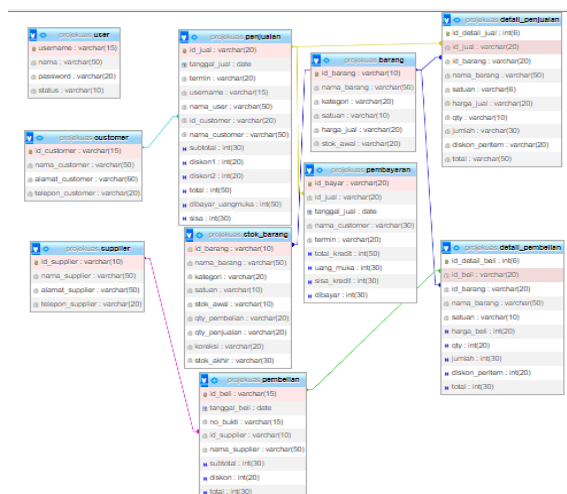 projekuas user
username : varchar(15)
nama : varchar(50)
password : varchar(20)
status : varchar(10)
projekuas customer
id_customer : varchar(15)
nama_customer : varchar(50)
alamat_customer : varchar(60)
telepon_customer : varchar(20)
projekuas supplier
id_supplier : varchar(10)
nama_supplier : varchar(50)
alamat_supplier : varchar(50)
telepon_supplier : varchar(20)
projekuas penjualan
id_jual : varchar(20)
tanggal_jual : date
termin : varchar(20)
username : varchar(15)
nama_user : varchar(50)
id_customer : varchar(20)
nama_customer : varchar(50)
subtotal : int(30)
diskon1 : int(20)
diskon2 : int(20)
total : int(50)
dibayar_uangmuka : int(50)
sisa : int(30)
projekuas stok_barang
id_barang : varchar(10)
nama_barang : varchar(50)
kategori : varchar(20)
satuan : varchar(10)
stok_awal : varchar(10)
qty_pembelian : varchar(20)
qty_penjualan : varchar(20)
koreksi : varchar(20)
stok_akhir : varchar(30)
projekuas pembelian
id_beli : varchar(15)
tanggal_beli : date
no_bukti : varchar(15)
id_supplier : varchar(10)
nama_supplier : varchar(50)
subtotal : int(30)
diskon : int(20)
total : int(30)
projekuas barang
id_barang : varchar(10)
nama_barang : varchar(50)
kategori : varchar(20)
satuan : varchar(10)
harga_jual : varchar(20)
stok_awal : varchar(20)
projekuas pembayaran
id_bayar : varchar(20)
id_jual : varchar(20)
tanggal_jual : date
nama_customer : varchar(30)
termin : varchar(20)
total_kredit : int(50)
uang_muka : int(30)
sisa_kredit : int(30)
dibayar : int(30)
projekuas detail_penjualan
id_detail_jual : int(6)
id_jual : varchar(20)
id_barang : varchar(20)
nama_barang : varchar(50)
satuan : varchar(6)
harga_jual : varchar(20)
qty : varchar(10)
jumlah : varchar(30)
diskon_peritem : varchar(20)
total : varchar(50)
projekuas detail_pembelian
id_detail_beli : int(6)
id_beli : varchar(20)
id_barang : varchar(20)
nama_barang : varchar(50)
satuan : varchar(10)
harga_beli : int(20)
qty : int(20)
jumlah : int(30)
diskon_peritem : int(20)
total : int(30)